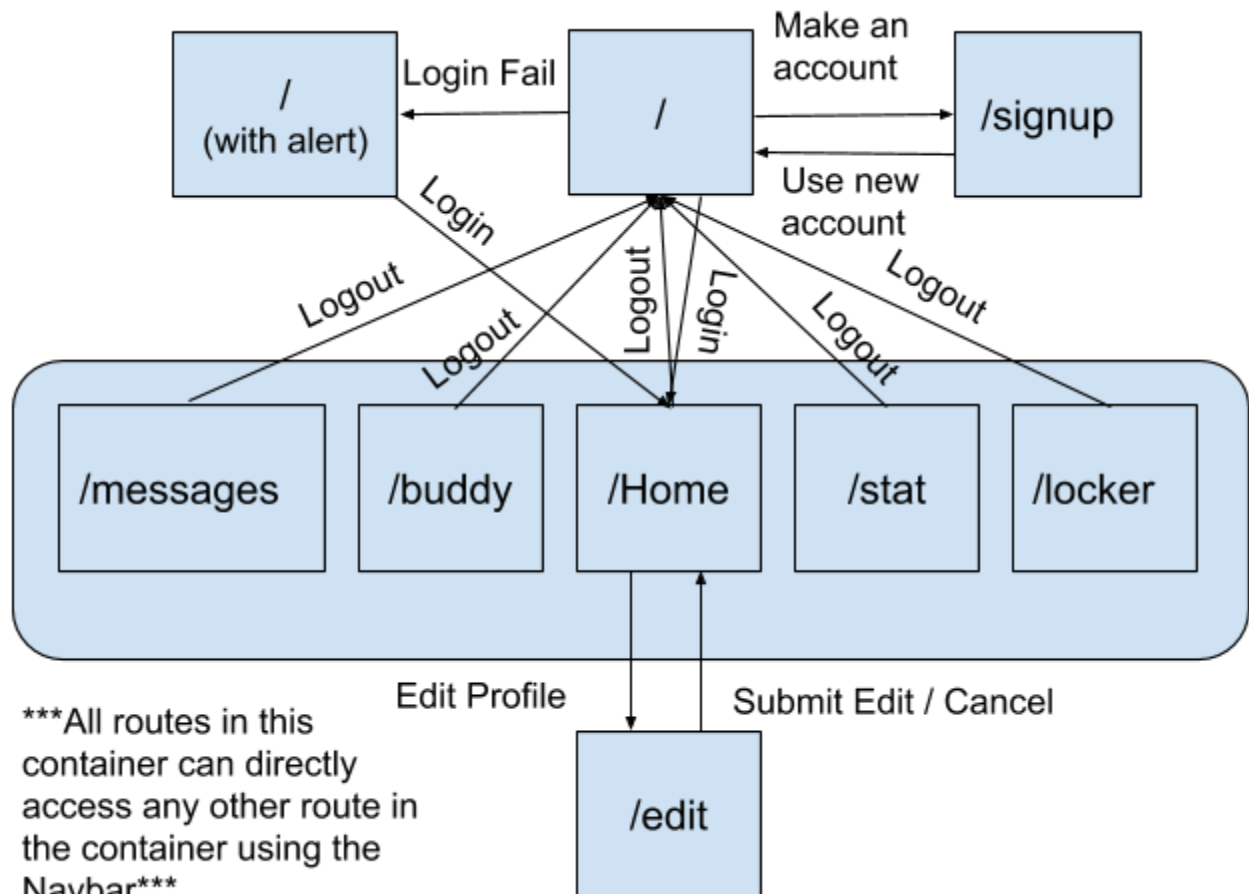 Make an
account
Login Fail
/
(with alert)
/
/signup
Use new
account
Login
Logout
Logout
Logout
Login
Logout
Logout
/messages
/buddy
/Home
/stat
/locker
Edit Profile
Submit Edit / Cancel
***All routes in this
container can directly
access any other route in
the container using the
Navbar***
/edit